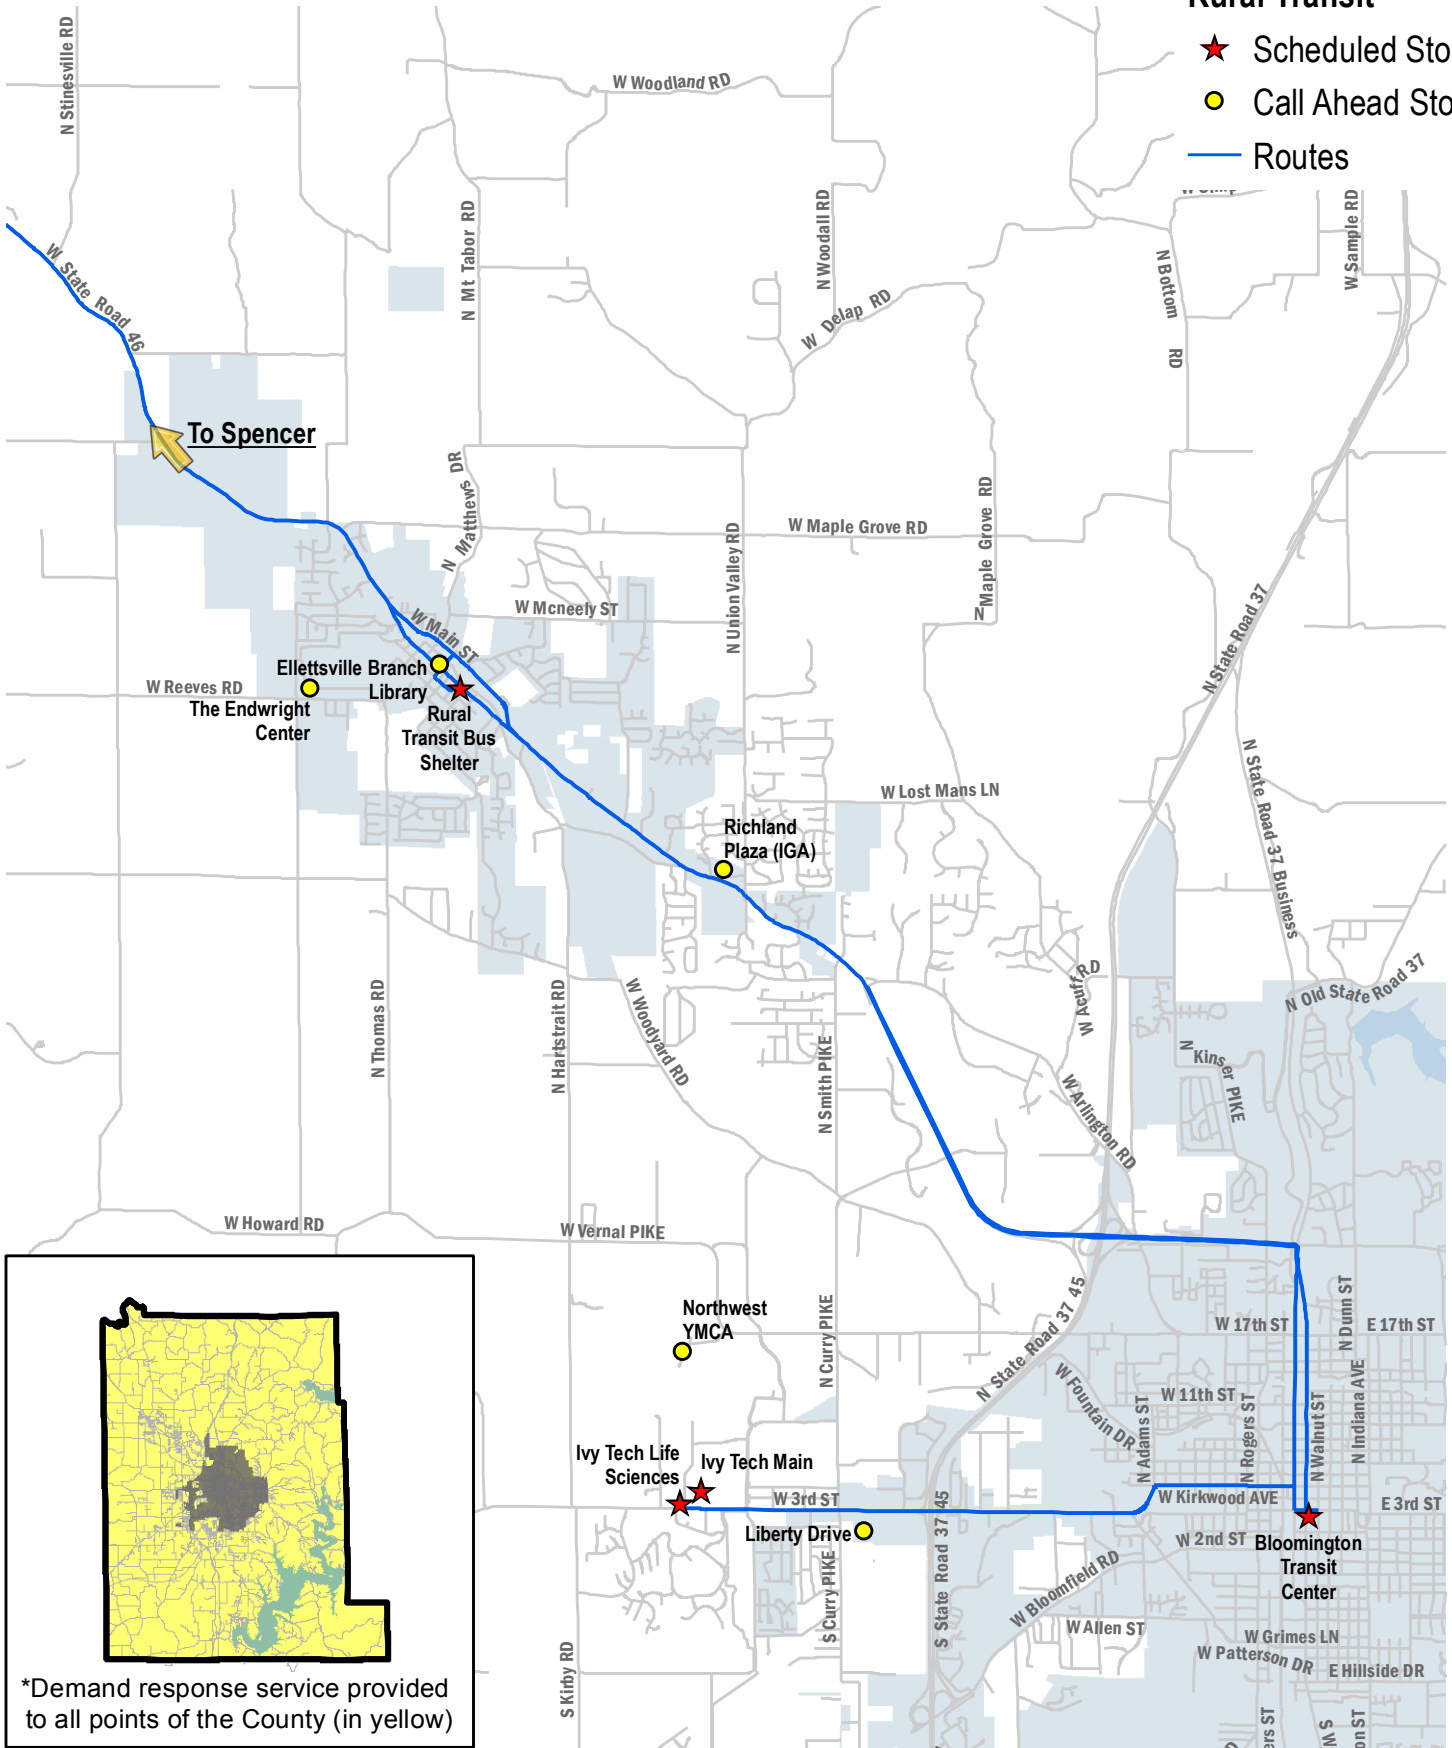 Rural Transit
Scheduled Sto
Call Ahead Sto
Routes
N Stinesville RD
W Woodland RD
W State Road 46
N Mt Tabor RD
N Woodall RD
W Delap RD
N Bottom RD
W Sample RD
To Spencer
N Matthews DR
W Maple Grove RD
N Maple Grove RD
N Union Valley RD
W Mcneely ST
W Main ST
N State Road 37
Ellettsville Branch
Library
W Reeves RD
The Endwright
Center
Rural
Transit Bus
Shelter
W Lost Mans LN
N State Road 37 Business
Richland
Plaza (IGA)
W Acuff RD
N Old State Road 37
N Thomas RD
N Hartstrait RD
W Woodyard RD
N Smith PIKE
N Kinser PIKE
W Arlington RD
W Howard RD
W Vernal PIKE
Northwest
YMCA
N Curry PIKE
N State Road 37 45
W 17th ST
N Dunn ST
E 17th ST
W Fountain DR
W 11th ST
N Adams ST
N Rogers ST
N Walnut ST
N Indiana AVE
Ivy Tech Life
Sciences
Ivy Tech Main
W 3rd ST
W Kirkwood AVE
E 3rd ST
Liberty Drive
S State Road 37 45
W 2nd ST
Bloomington
Transit
Center
W Bloomfield RD
S Curry PIKE
W Allen ST
W Grimes LN
W Patterson DR
E Hillside DR
S Kirby RD
ers ST
S W
on ST
*Demand response service provided
to all points of the County (in yellow)